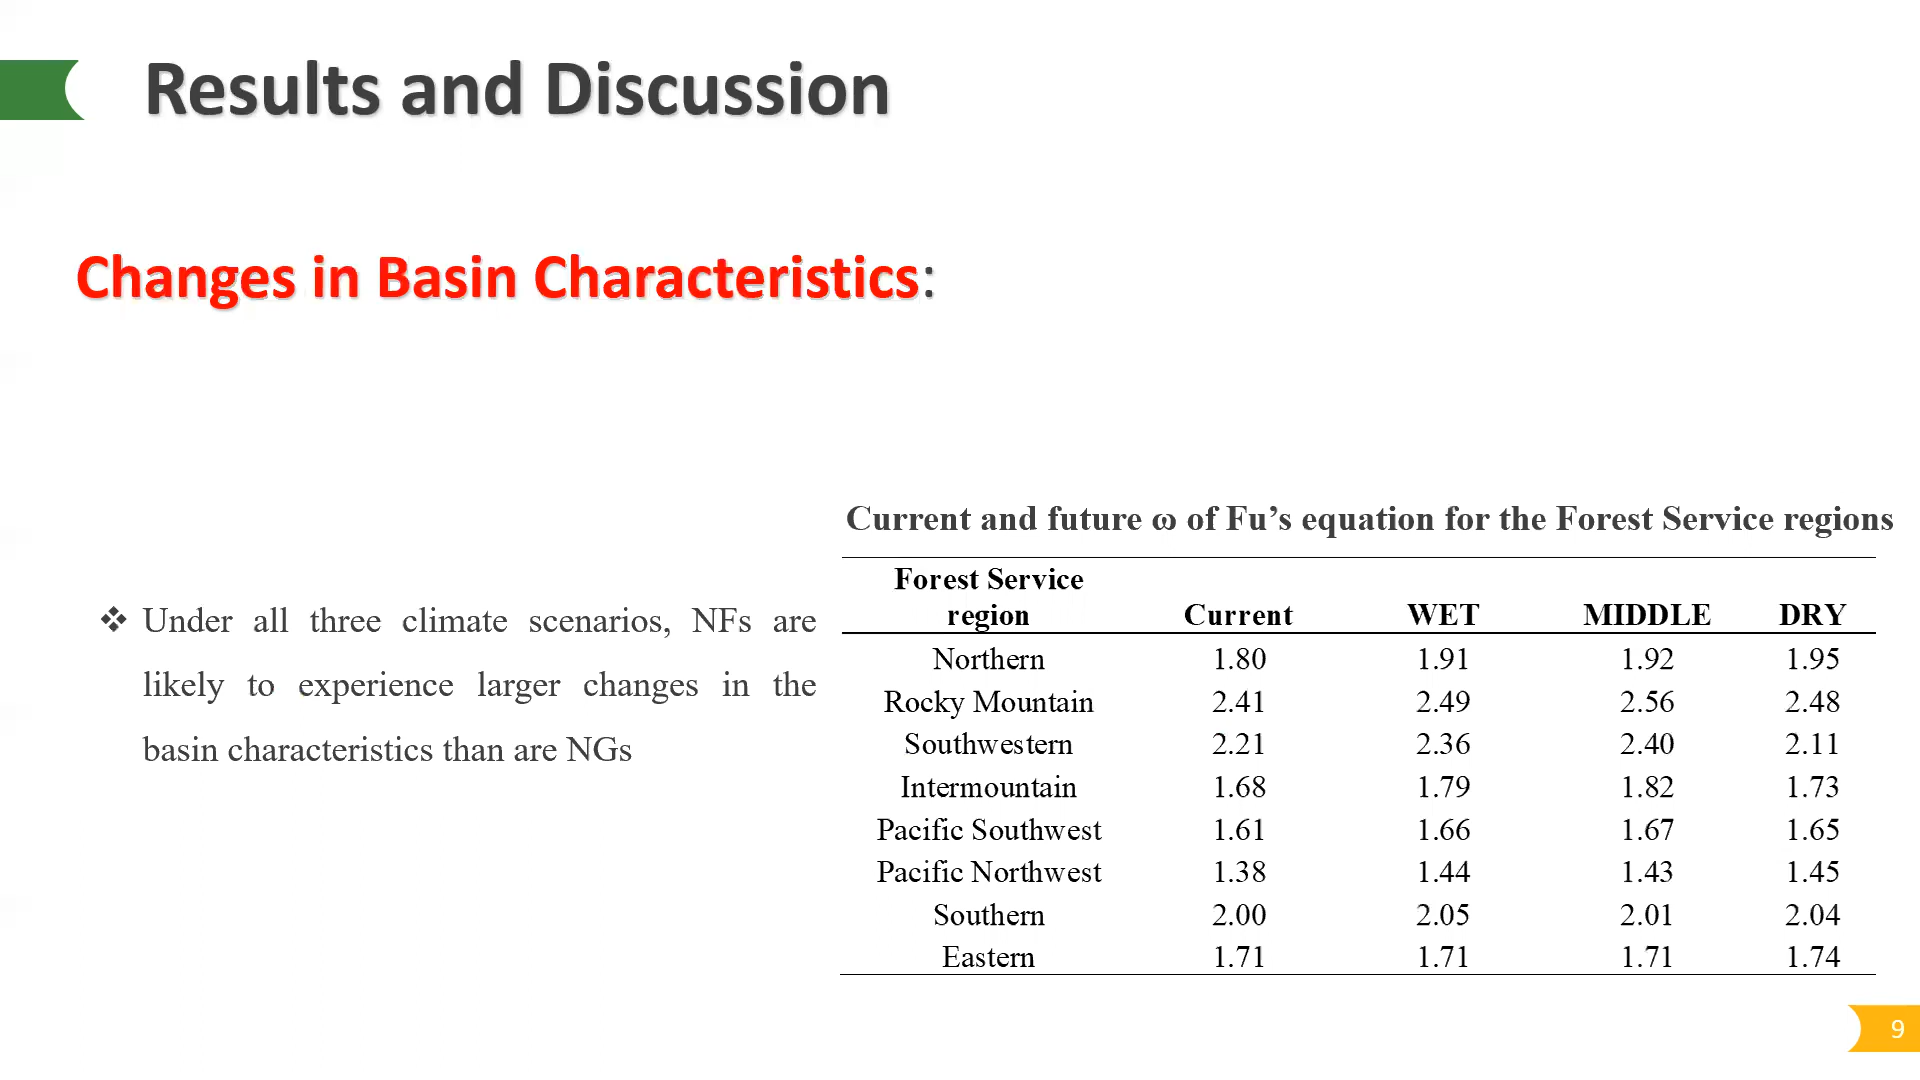 Results and Discussion
Changes in Basin Characteristics:
❖ Under all three climate scenarios, NFs are
likely to experience larger changes in the
basin characteristics than are NGs
Current and future ω of Fu’s equation for the Forest Service regions
Forest Service
region Current WET MIDDLE DRY
Northern 1.80 1.91 1.92 1.95
Rocky Mountain 2.41 2.49 2.56 2.48
Southwestern 2.21 2.36 2.40 2.11
Intermountain 1.68 1.79 1.82 1.73
Pacific Southwest 1.61 1.66 1.67 1.65
Pacific Northwest 1.38 1.44 1.43 1.45
Southern 2.00 2.05 2.01 2.04
Eastern 1.71 1.71 1.71 1.74
9